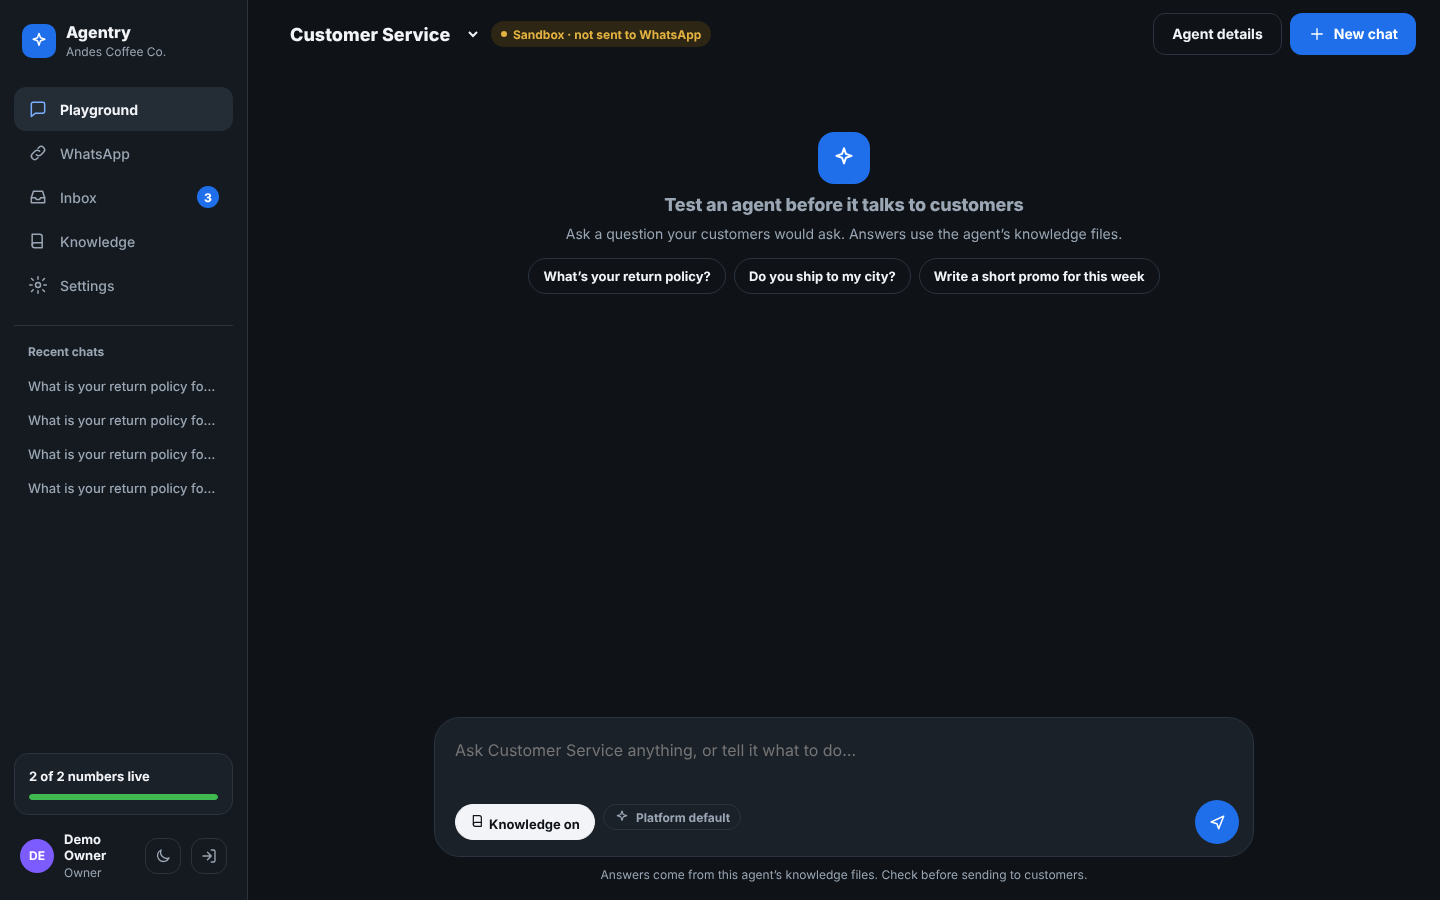 Agentry
Andes Coffee Co.
Playground
WhatsApp
Inbox
3
Knowledge
Settings
Recent chats
What is your return policy fo...
What is your return policy fo...
What is your return policy fo...
What is your return policy fo...
2 of 2 numbers live
DE
Demo
Owner
Owner
Customer Service
Sandbox · not sent to WhatsApp
Agent details
New chat
Test an agent before it talks to customers
Ask a question your customers would ask. Answers use the agent’s knowledge files.
What’s your return policy?
Do you ship to my city?
Write a short promo for this week
Ask Customer Service anything, or tell it what to do...
Knowledge on
Platform default
Answers come from this agent’s knowledge files. Check before sending to customers.